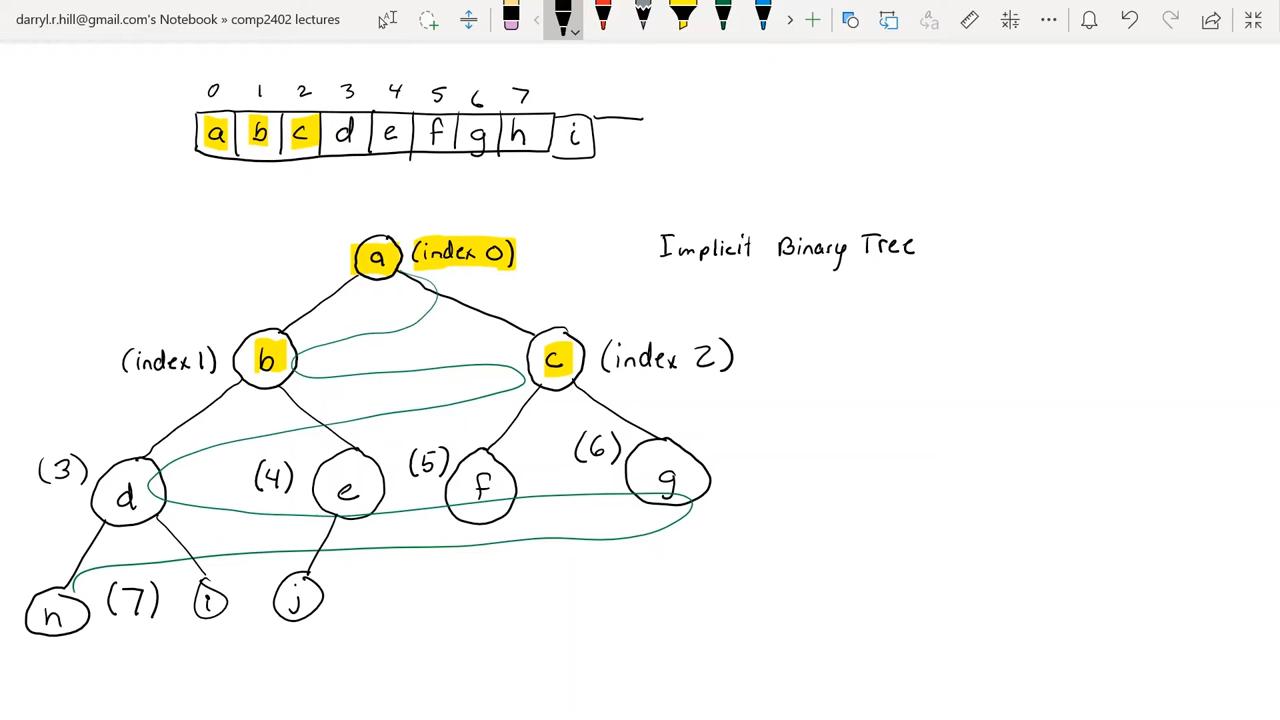 darryl.r.hill@gmail.com's Notebook » comp2402 lectures
0 1 2 3 4 5 6 7
a b c d e f g h i
a (index 0) Implicit Binary Tree
(index 1) b c (index 2)
(3) d (4) e (5) f (6) g
h (7) i j